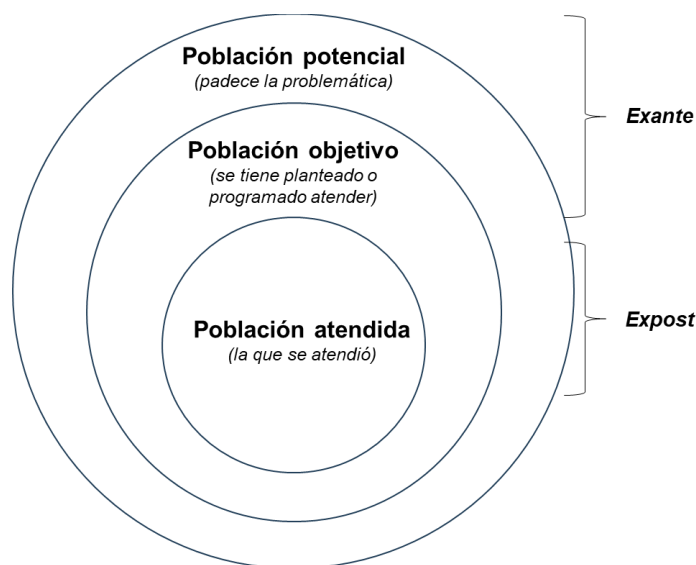 Población potencial
(padece la problemática)
Exante
Población objetivo
(se tiene planteado o
programado atender)
Expost
Población atendida
(la que se atendió)